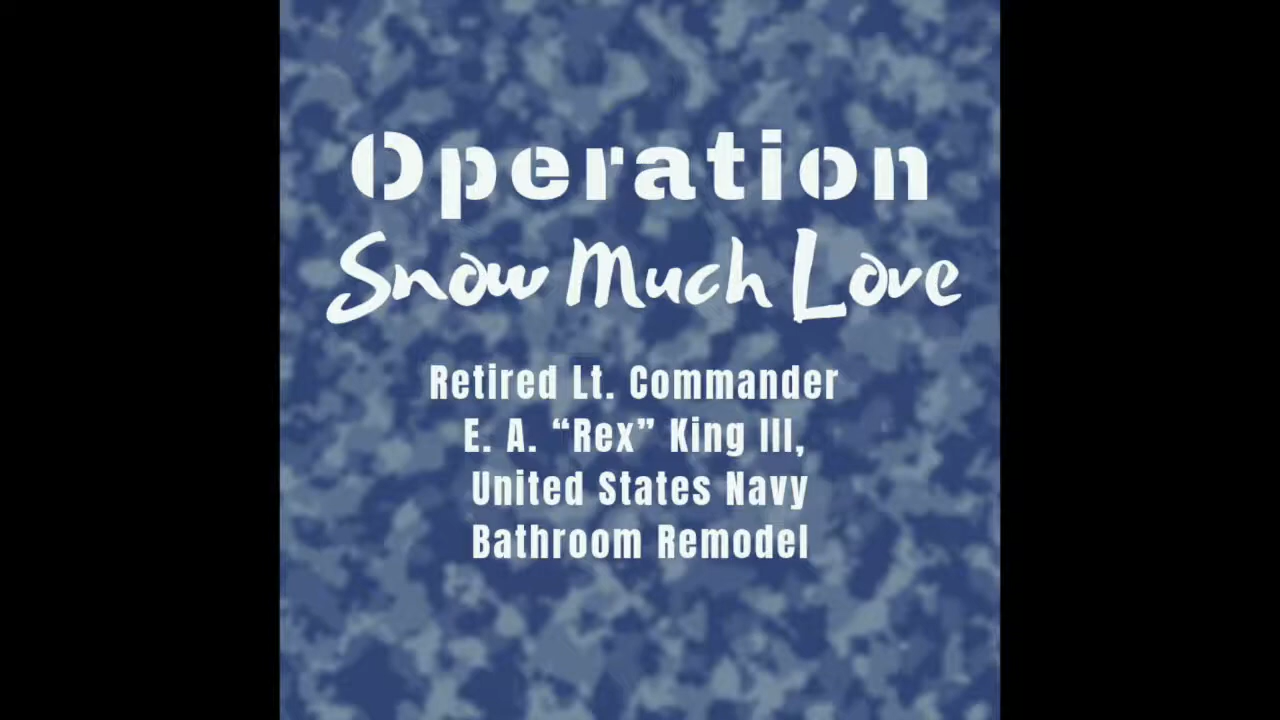 Operation
Snow Much Love
Retired Lt. Commander
E. A. “Rex” King III,
United States Navy
Bathroom Remodel